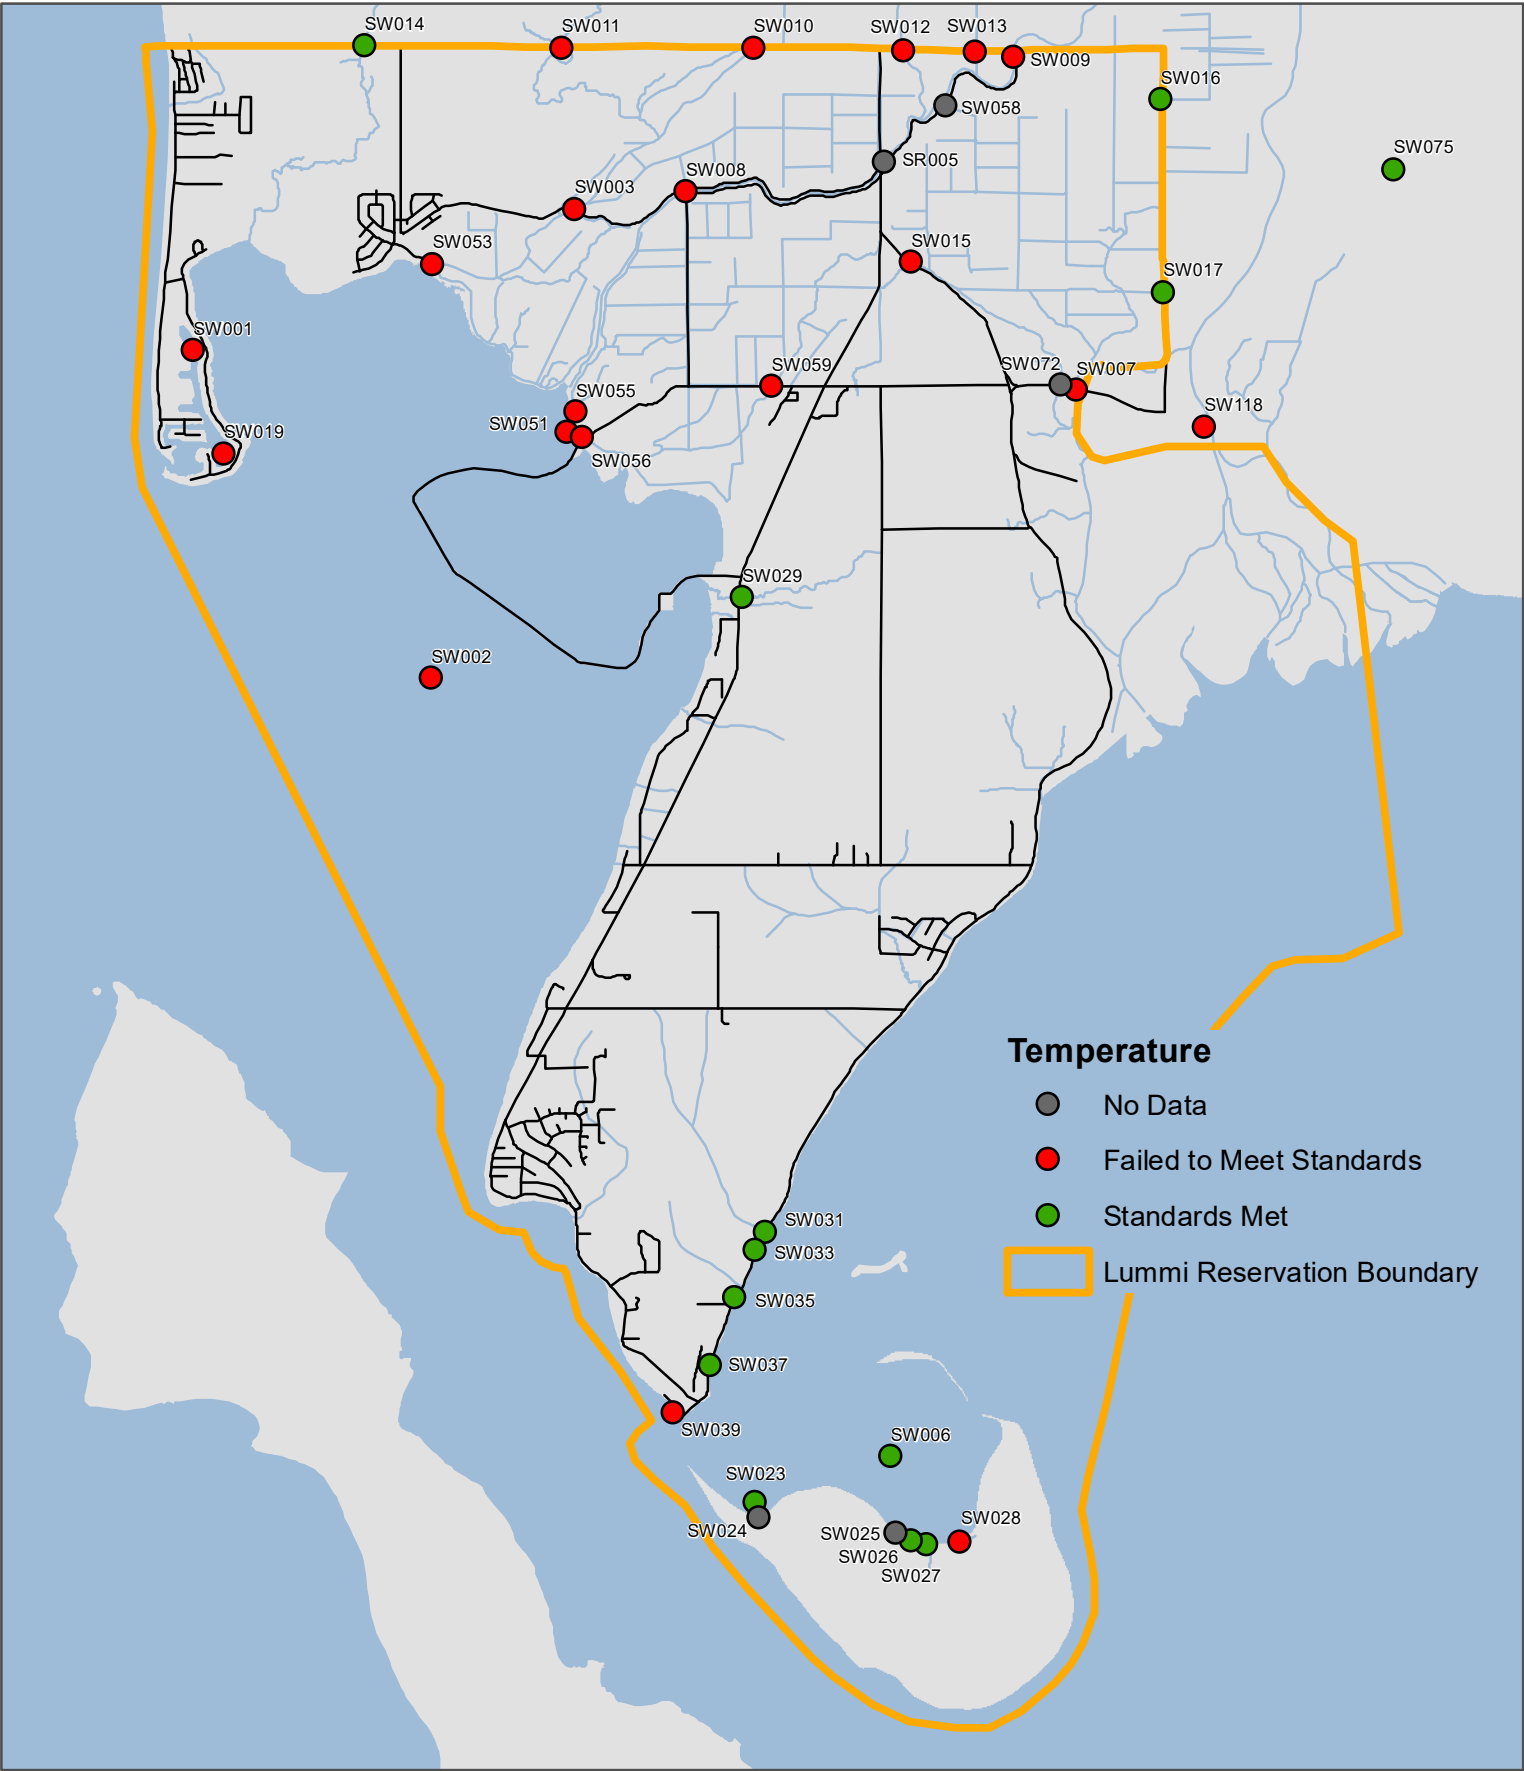 SW014
SW011
SW010
SW012
SW013
SW009
SW016
SW058
SW075
SR005
SW008
SW003
SW053
SW015
SW017
SW001
SW059
SW072
SW007
SW055
SW118
SW051
SW019
SW056
SW029
SW002
Temperature
No Data
Failed to Meet Standards
Standards Met
Lummi Reservation Boundary
SW031
SW033
SW035
SW037
SW039
SW006
SW023
SW024
SW028
SW025
SW026
SW027